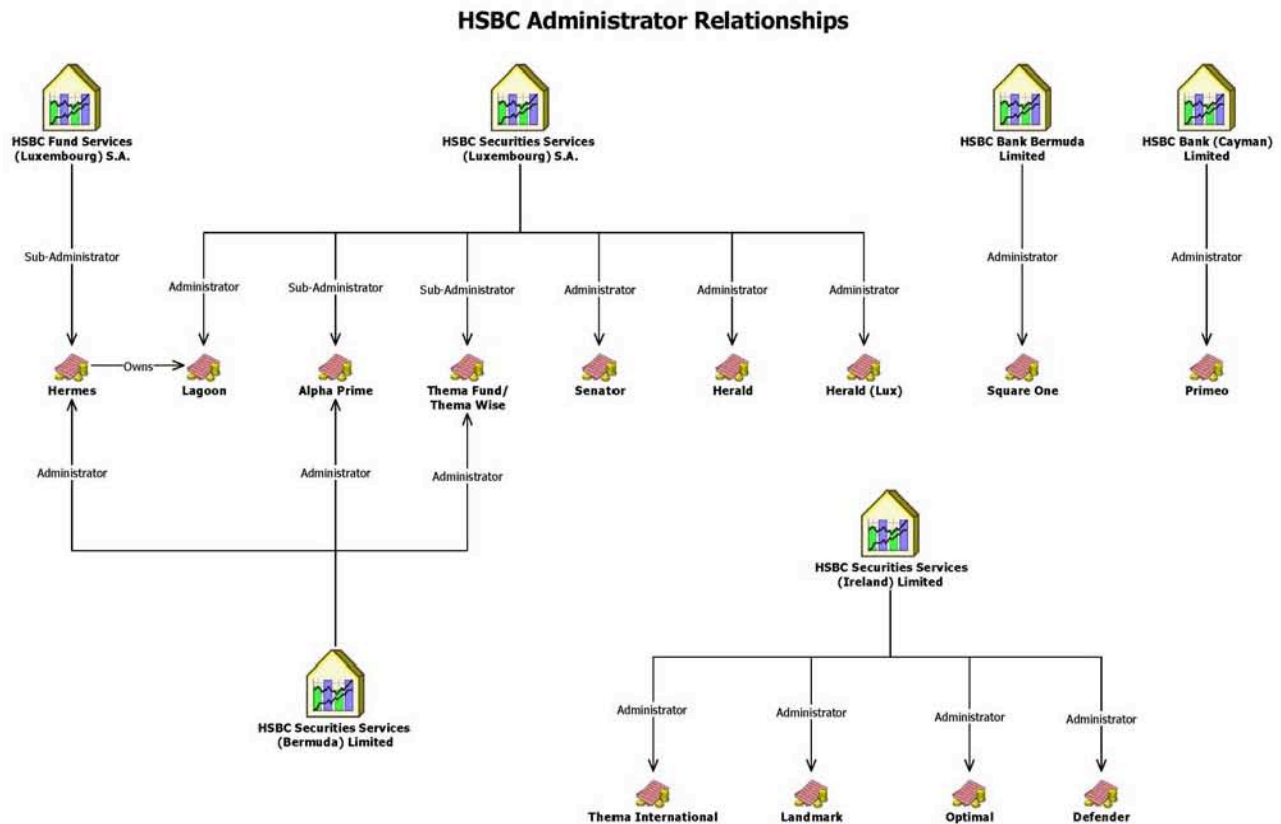 HSBC Administrator Relationships
HSBC Fund Services
(Luxembourg) S.A.
HSBC Securities Services
(Luxembourg) S.A.
HSBC Bank Bermuda
Limited
HSBC Bank (Cayman)
Limited
Sub-Administrator
Administrator
Sub-Administrator
Sub-Administrator
Administrator
Administrator
Administrator
Administrator
Administrator
Hermes
Owns
Lagoon
Alpha Prime
Thema Fund/
Thema Wise
Senator
Herald
Herald (Lux)
Square One
Primeo
Administrator
Administrator
Administrator
HSBC Securities Services
(Ireland) Limited
HSBC Securities Services
(Bermuda) Limited
Administrator
Administrator
Administrator
Administrator
Thema International
Landmark
Optimal
Defender